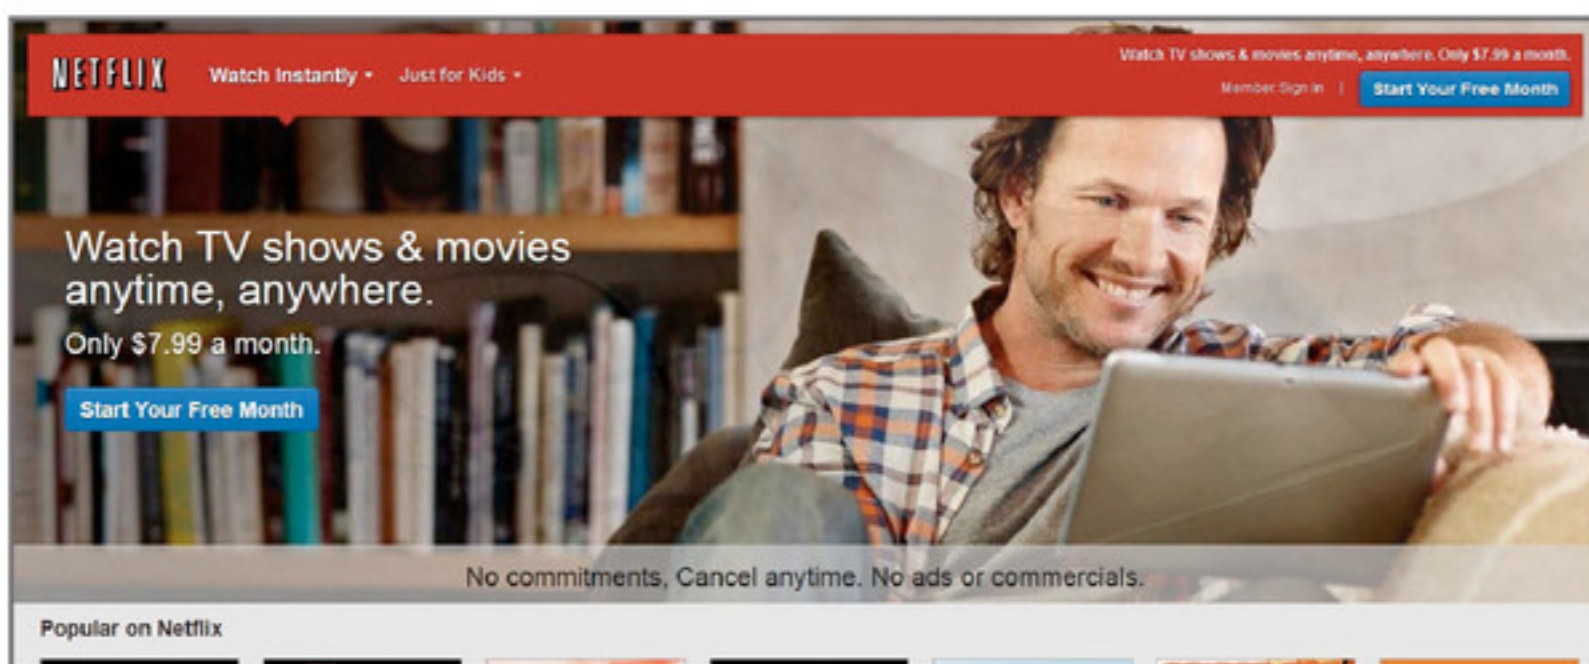 Watch TV shows & movies anytime, anywhere. Only $7.99 a month.
NETFLIX Watch Instantly Just for Kids
Member Sign In | Start Your Free Month
Watch TV shows & movies
anytime, anywhere.
Only $7.99 a month.
Start Your Free Month
No commitments, Cancel anytime. No ads or commercials.
Popular on Netflix